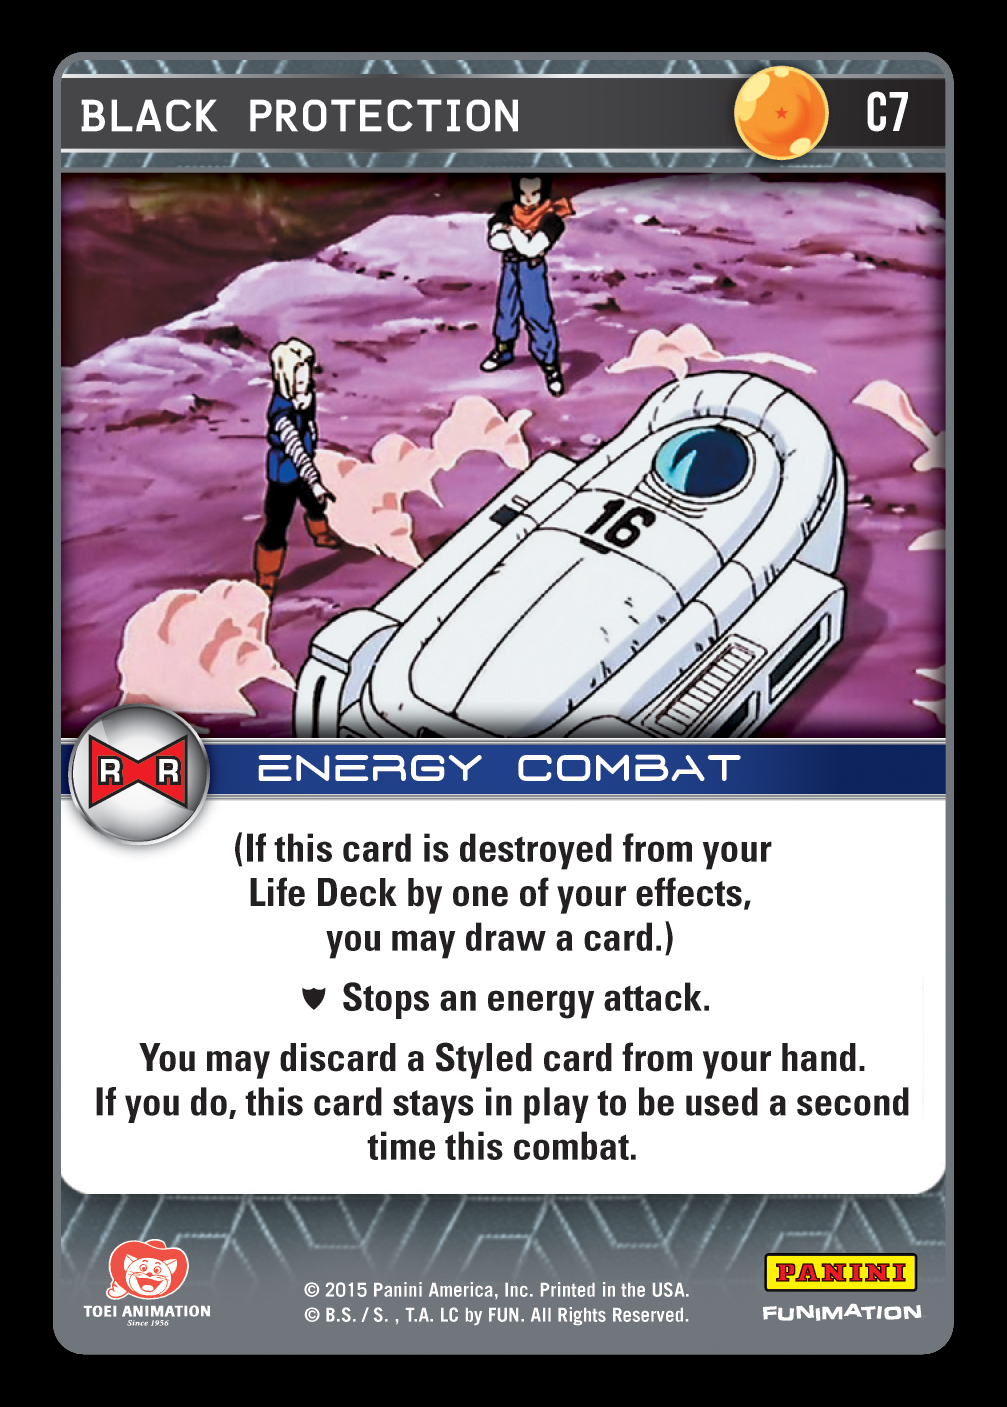 BLACK PROTECTION
C7
16
R R
ENERGY COMBAT
(If this card is destroyed from your
Life Deck by one of your effects,
you may draw a card.)
Stops an energy attack.
You may discard a Styled card from your hand.
If you do, this card stays in play to be used a second
time this combat.
TOEI ANIMATION
Since 1956
© 2015 Panini America, Inc. Printed in the USA.
© B.S. / S. , T.A. LC by FUN. All Rights Reserved.
PANINI
FUNIMATION